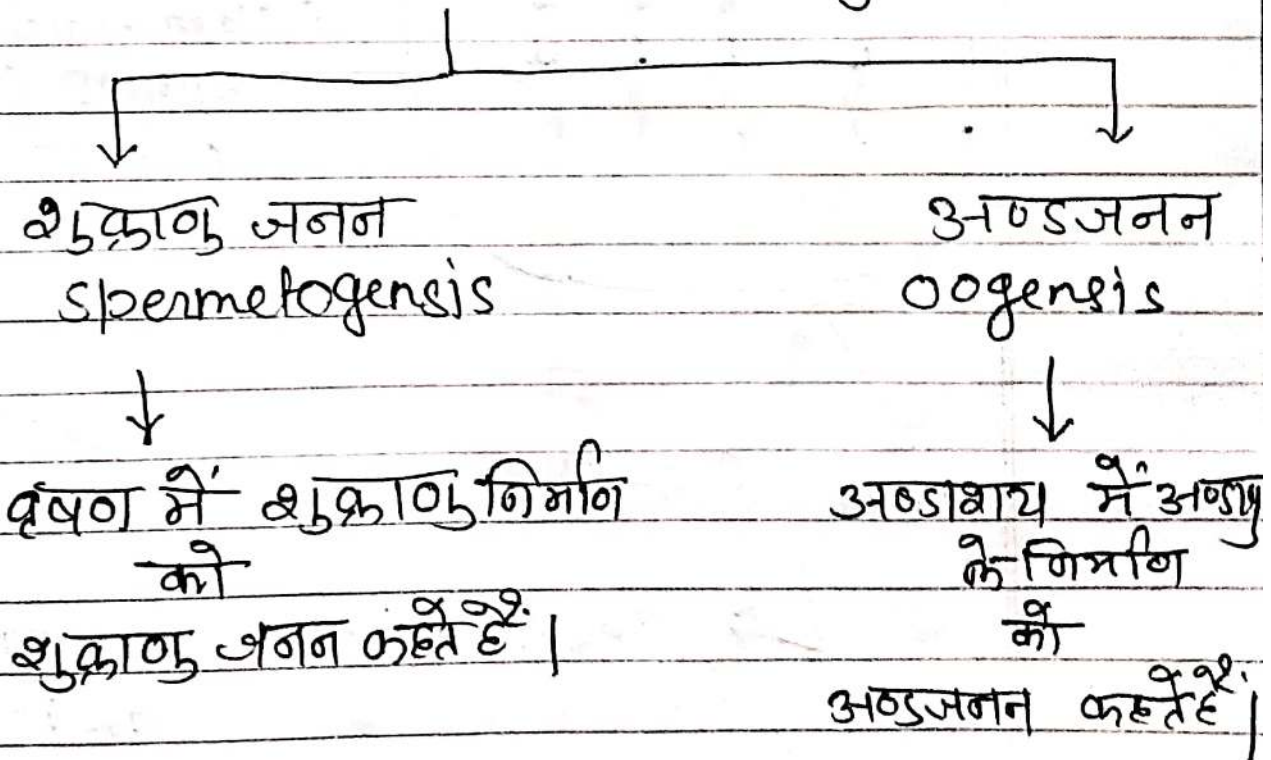 शुक्राणु जनन
spermetogensis
वृषण में शुक्राणु निर्माण
को
शुक्राणु जनन कहते हैं।
अण्डजनन
oogensis
अण्डाशय में अण्डाणु
के निर्माण
को
अण्डजनन कहते हैं।